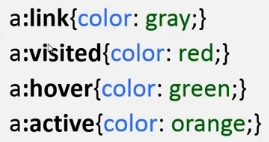 a:link{color: gray;}
a:visited{color: red;}
a:hover{color: green;}
a:active{color: orange;}